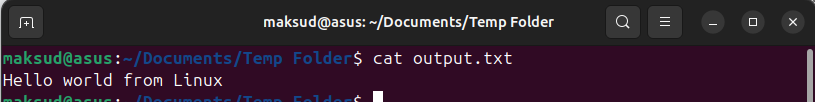 maksud@asus: ~/Documents/Temp Folder
maksud@asus:~/Documents/Temp Folder$ cat output.txt
Hello world from Linux
maksud@asus:~/Documents/Temp Folder$